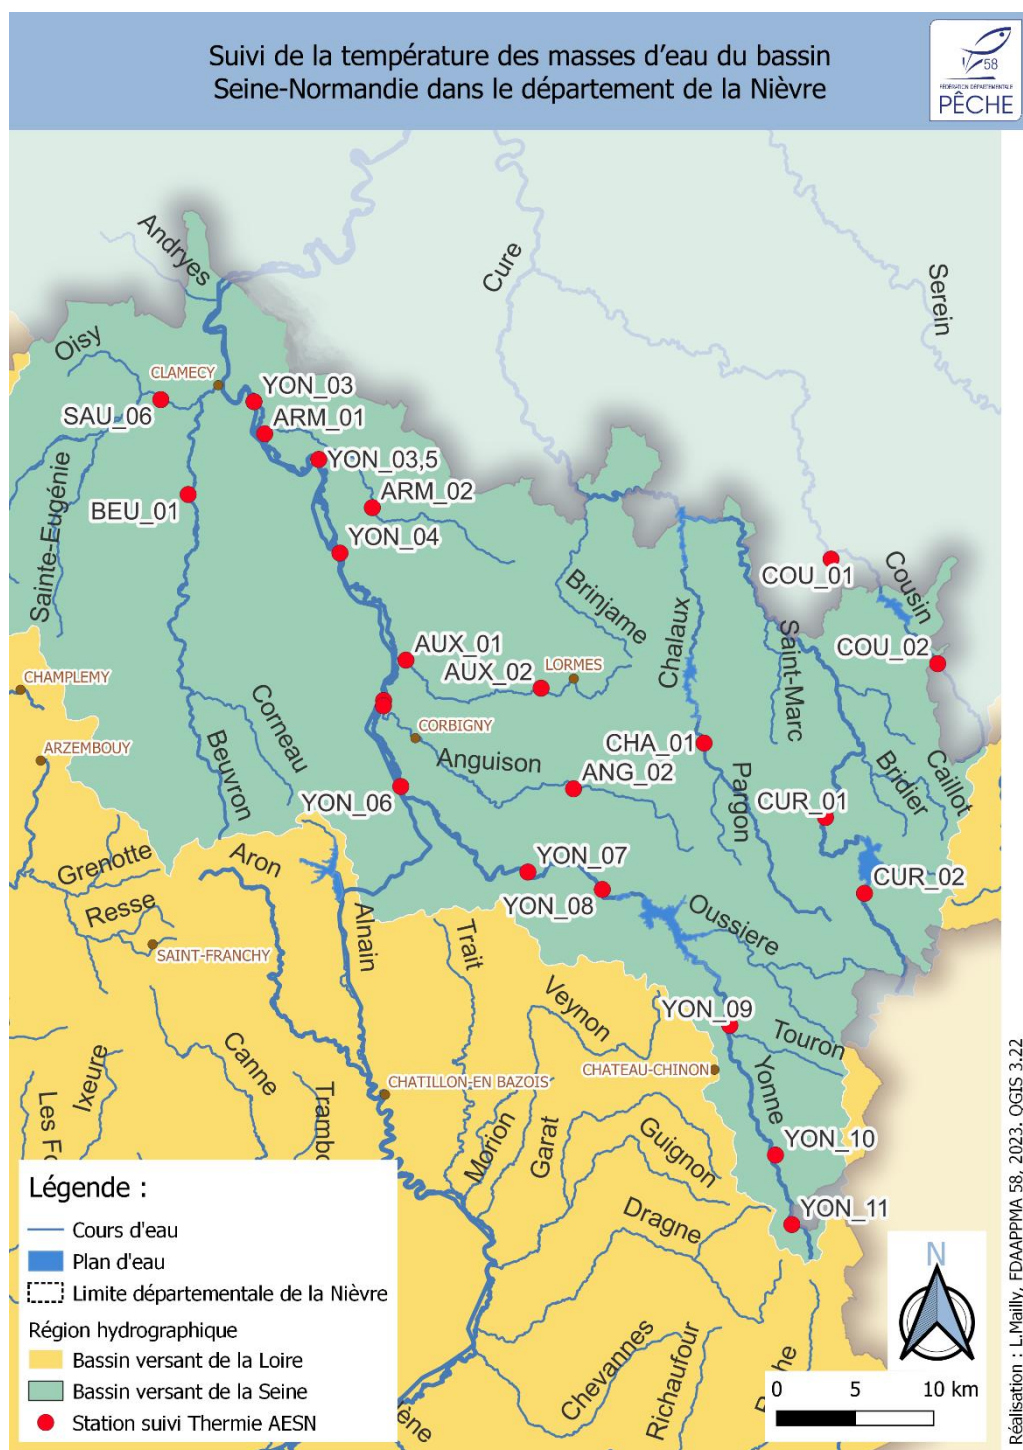 Suivi de la température des masses d'eau du bassin
Seine-Normandie dans le département de la Nièvre
58
FÉDÉRATION DÉPARTEMENTALE
PÊCHE
Andryes
Cure
Serein
Oisy
CLAMECY
YON_03
SAU_06
ARM_01
YON_03,5
Sainte-Eugénie
BEU_01
ARM_02
YON_04
COU_01
Cousin
Brinjame
Chalaux
Saint-Marc
COU_02
AUX_01
AUX_02
LORMES
CHAMPLEMY
Corneau
CORBIGNY
CHA_01
ARZEMBOUY
Beuvron
Anguison
ANG_02
Pargon
Bridier
Caillot
YON_06
CUR_01
Grenotte
Aron
YON_07
CUR_02
Resse
YON_08
Oussiere
SAINT-FRANCHY
Alnain
Trait
Veynon
YON_09
Touron
Ixeure
Canne
CHATEAU-CHINON
Yonne
CHATILLON-EN BAZOIS
Les Fo
Trambo
Morion
Garat
Guignon
YON_10
Dragne
YON_11
Légende :
Cours d'eau
Plan d'eau
Limite départementale de la Nièvre
Région hydrographique
Bassin versant de la Loire
Bassin versant de la Seine
Station suivi Thermie AESN
Chevannes
Richaufour
he
ène
N
0 5 10 km
Réalisation : L.Mailly, FDAAPPMA 58, 2023. QGIS 3.22